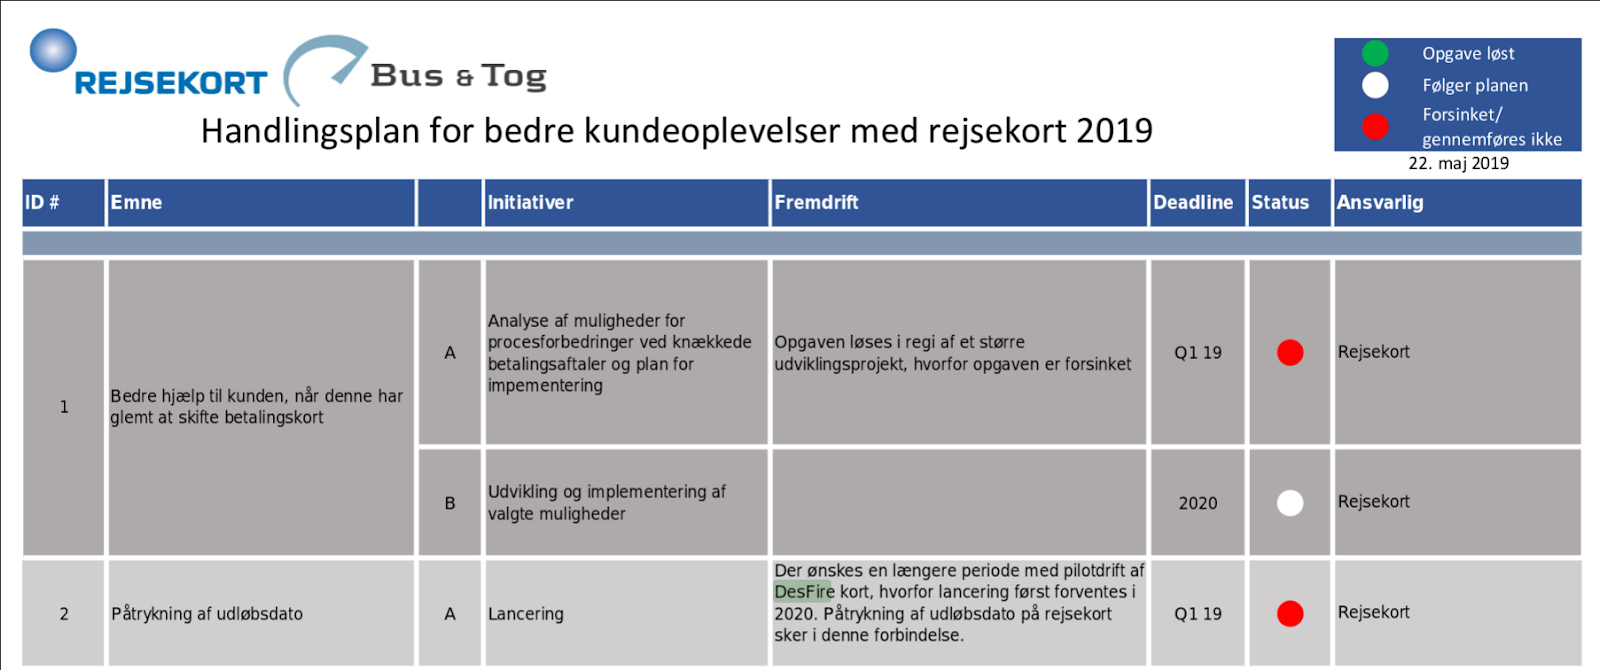 REJSEKORT
Bus & Tog
Handlingsplan for bedre kundeoplevelser med rejsekort 2019
Opgave løst
Følger planen
Forsinket/
gennemføres ikke
22. maj 2019
ID # Emne Initiativer Fremdrift Deadline Status Ansvarlig
1
Bedre hjælp til kunden, når denne har
glemt at skifte betalingskort
A
Analyse af muligheder for
procesforbedringer ved knækkede
betalingsaftaler og plan for
impementering
Opgaven løses i regi af et større
udviklingsprojekt, hvorfor opgaven er forsinket
Q1 19
Rejsekort
B
Udvikling og implementering af
valgte muligheder
2020
Rejsekort
2
Påtrykning af udløbsdato
A
Lancering
Der ønskes en længere periode med pilotdrift af
DesFire kort, hvorfor lancering først forventes i
2020. Påtrykning af udløbsdato på rejsekort
sker i denne forbindelse.
Q1 19
Rejsekort